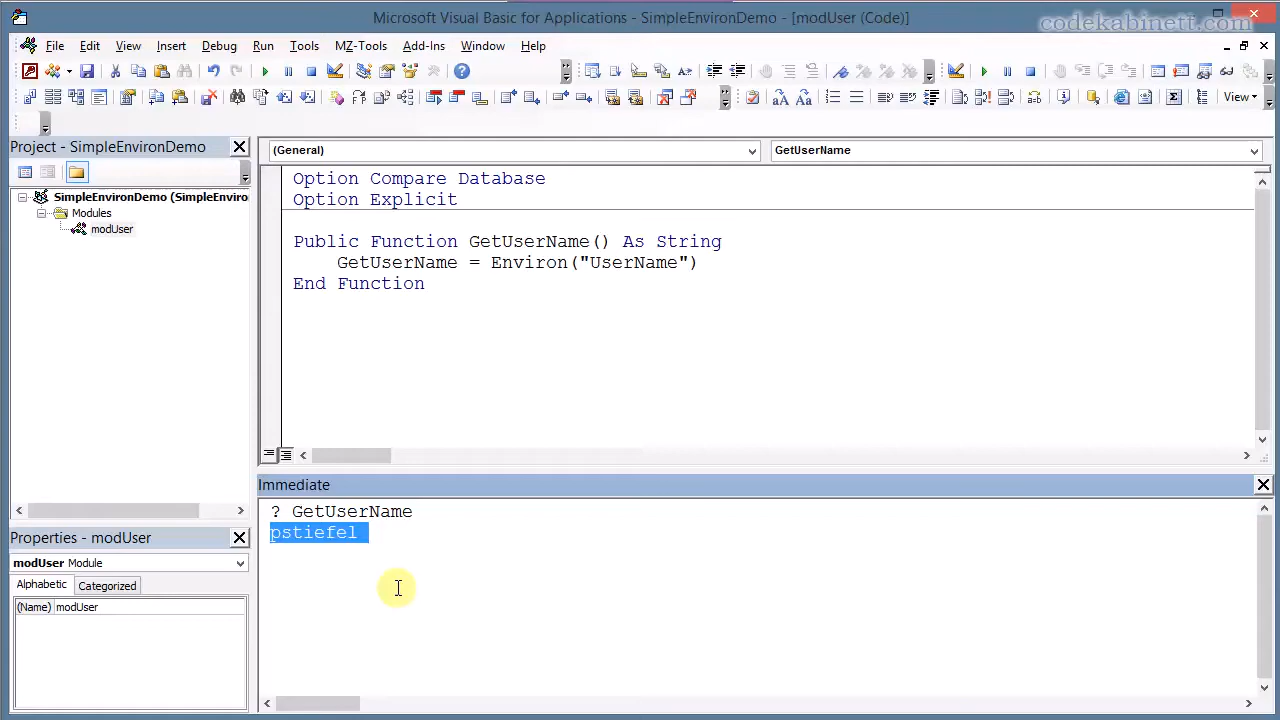 Microsoft Visual Basic for Applications - SimpleEnvironDemo - [modUser (Code)]
codekabinett.com
File Edit View Insert Format Debug Run Tools MZ-Tools Add-Ins Window Help
View
Project - SimpleEnvironDemo
(General)
GetUserName
SimpleEnvironDemo (SimpleEnviro
Modules
modUser
Option Compare Database
Option Explicit
Public Function GetUserName() As String
GetUserName = Environ("UserName")
End Function
Immediate
? GetUserName
pstiefel
Properties - modUser
modUser Module
Alphabetic Categorized
(Name) modUser